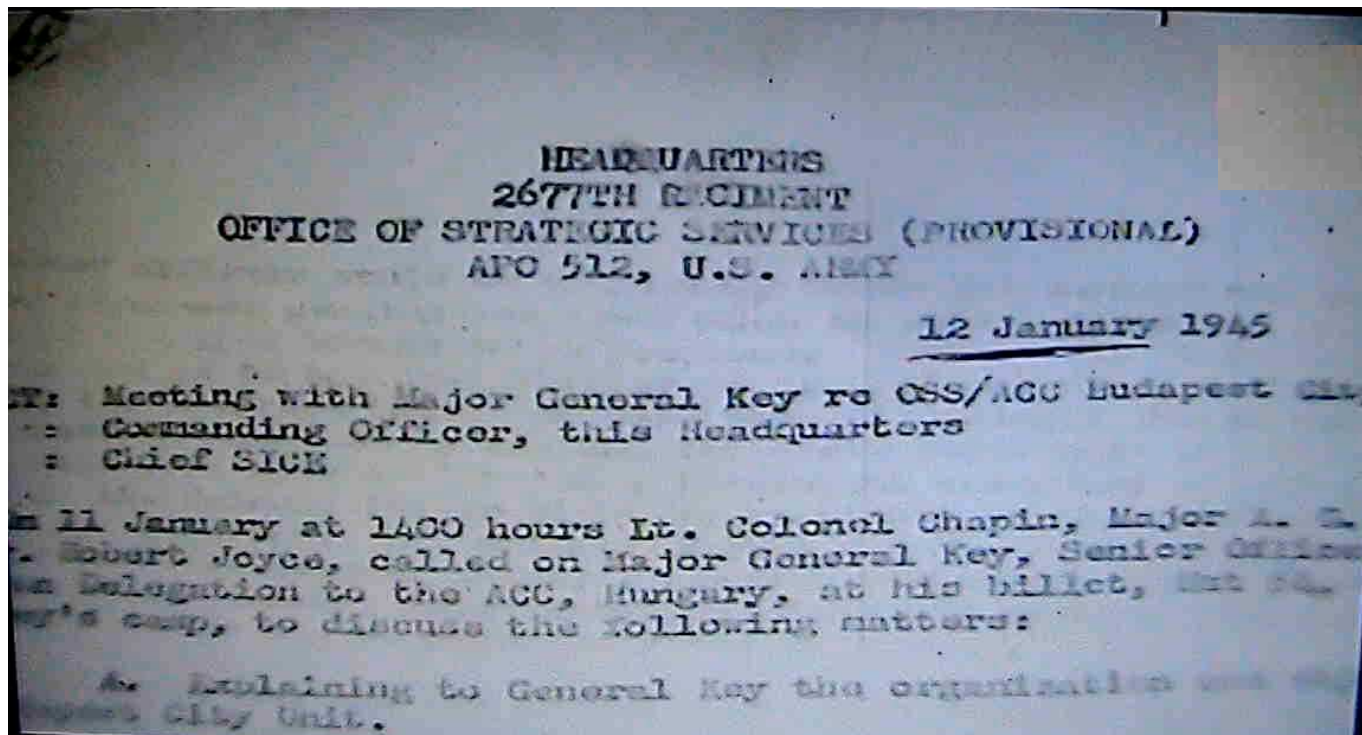 HEADQUARTERS
2677TH REGIMENT
OFFICE OF STRATEGIC SERVICES (PROVISIONAL)
APO 512, U.S. ARMY
12 January 1945
: Meeting with Major General Key re OSS/ACC Budapest
: Commanding Officer, this Headquarters
: Chief SICE
11 January at 1400 hours Lt. Colonel Chapin, Major A.
Robert Joyce, called on Major General Key, Senior
Delegation to the ACC, Hungary, at his billet,
camp, to discuss the following matters:
A. Explaining to General Key the organization
City Unit.